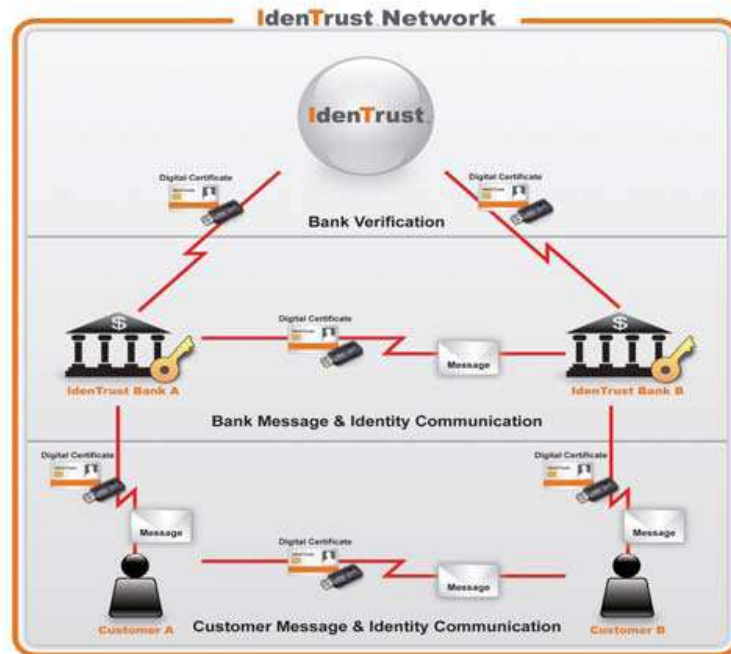 IdenTrust Network
IdenTrust
Digital Certificate
Digital Certificate
Bank Verification
$
Digital Certificate
$
Message
IdenTrust Bank A
IdenTrust Bank B
Bank Message & Identity Communication
Digital Certificate
Digital Certificate
Message
Digital Certificate
Message
Message
Customer A
Customer Message & Identity Communication
Customer B